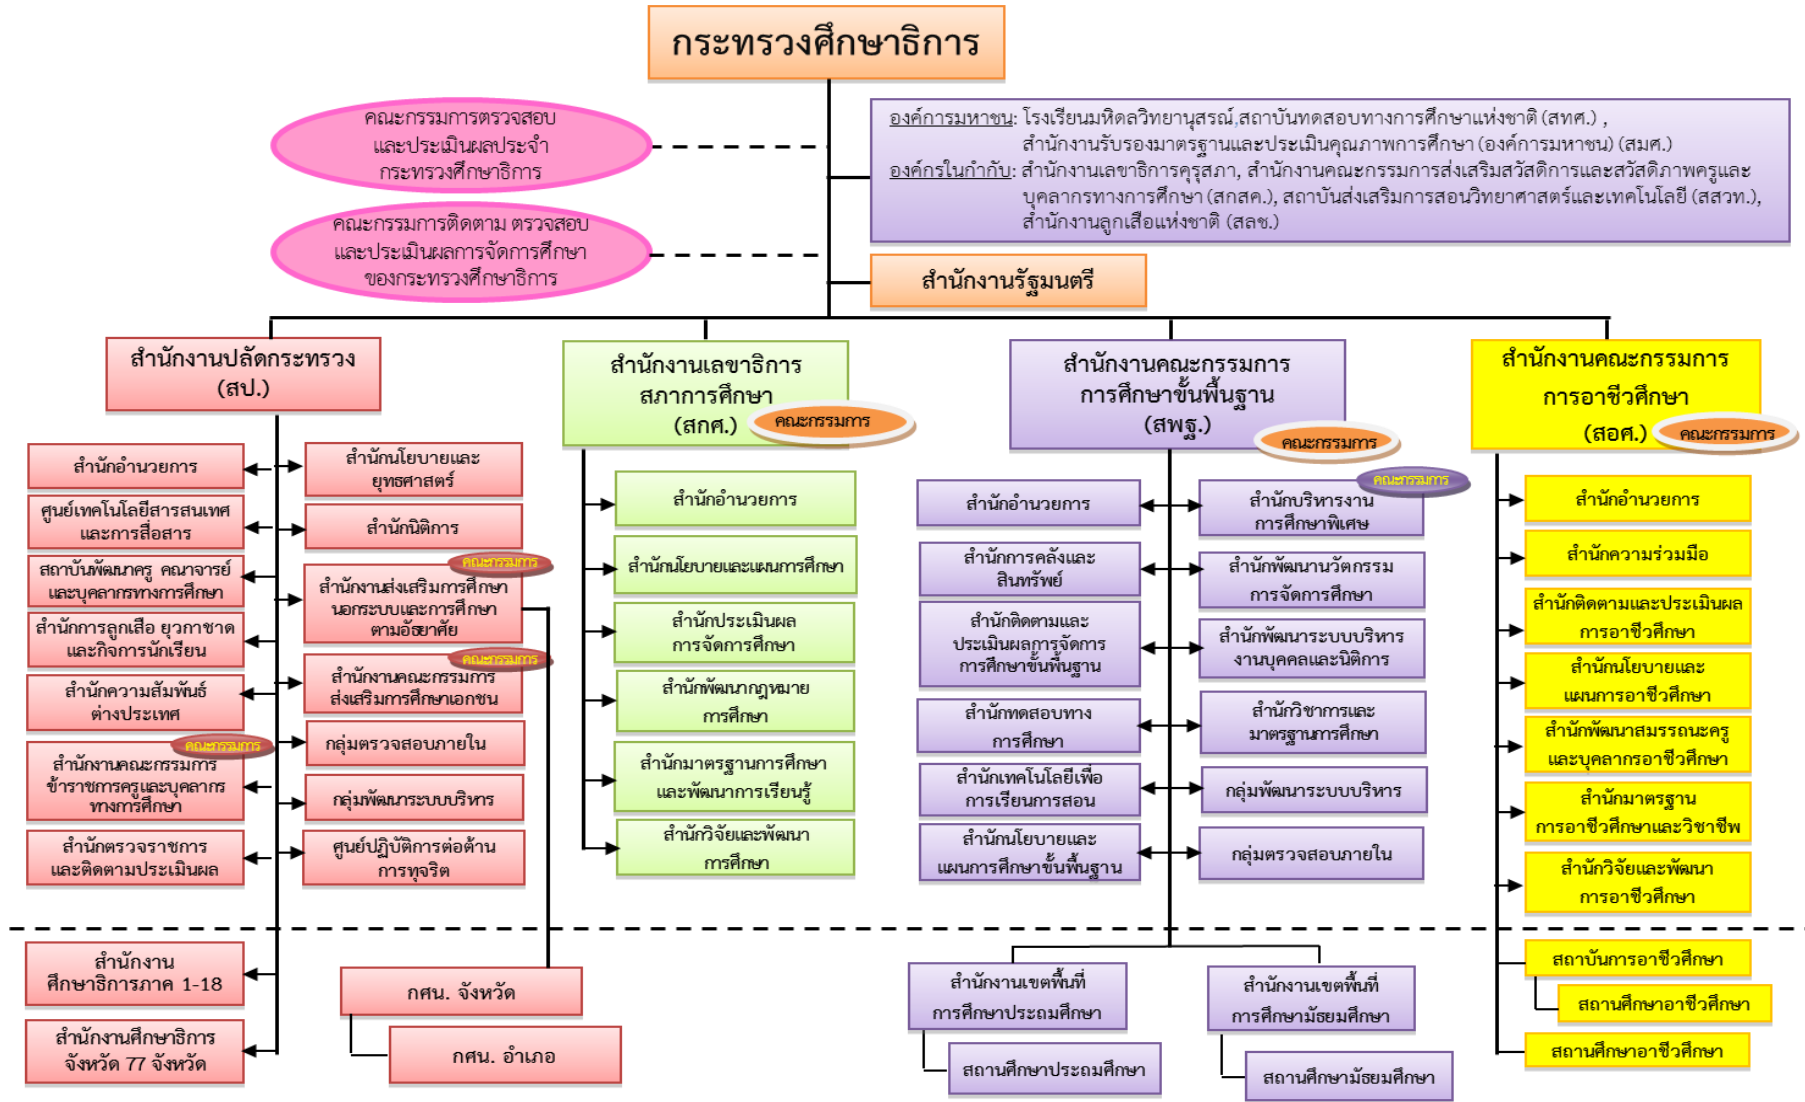 กระทรวงศึกษาธิการ
คณะกรรมการตรวจสอบ
และประเมินผลประจำ
กระทรวงศึกษาธิการ
คณะกรรมการติดตาม ตรวจสอบ
และประเมินผลการจัดการศึกษา
ของกระทรวงศึกษาธิการ
องค์การมหาชน: โรงเรียนมหิดลวิทยานุสรณ์,สถาบันทดสอบทางการศึกษาแห่งชาติ (สทศ.) ,
สำนักงานรับรองมาตรฐานและประเมินคุณภาพการศึกษา (องค์การมหาชน) (สมศ.)
องค์กรในกำกับ: สำนักงานเลขาธิการคุรุสภา, สำนักงานคณะกรรมการส่งเสริมสวัสดิการและสวัสดิภาพครูและ
บุคลากรทางการศึกษา (สกสค.), สถาบันส่งเสริมการสอนวิทยาศาสตร์และเทคโนโลยี (สสวท.),
สำนักงานลูกเสือแห่งชาติ (สลช.)
สำนักงานรัฐมนตรี
สำนักงานปลัดกระทรวง
(สป.)
สำนักอำนวยการ
ศูนย์เทคโนโลยีสารสนเทศ
และการสื่อสาร
สถาบันพัฒนาครู คณาจารย์
และบุคลากรทางการศึกษา
สำนักการลูกเสือ ยุวกาชาด
และกิจการนักเรียน
สำนักความสัมพันธ์
ต่างประเทศ
คณะกรรมการ
สำนักงานคณะกรรมการ
ข้าราชการครูและบุคลากร
ทางการศึกษา
สำนักตรวจราชการ
และติดตามประเมินผล
สำนักนโยบายและ
ยุทธศาสตร์
สำนักนิติการ
คณะกรรมการ
สำนักงานส่งเสริมการศึกษา
นอกระบบและการศึกษา
ตามอัธยาศัย
คณะกรรมการ
สำนักงานคณะกรรมการ
ส่งเสริมการศึกษาเอกชน
กลุ่มตรวจสอบภายใน
กลุ่มพัฒนาระบบบริหาร
ศูนย์ปฏิบัติการต่อต้าน
การทุจริต
สำนักงาน
ศึกษาธิการภาค 1-18
สำนักงานศึกษาธิการ
จังหวัด 77 จังหวัด
กศน. จังหวัด
กศน. อำเภอ
สำนักงานเลขาธิการ
สภาการศึกษา
(สกศ.)
คณะกรรมการ
สำนักอำนวยการ
สำนักนโยบายและแผนการศึกษา
สำนักประเมินผล
การจัดการศึกษา
สำนักพัฒนากฎหมาย
การศึกษา
สำนักมาตรฐานการศึกษา
และพัฒนาการเรียนรู้
สำนักวิจัยและพัฒนา
การศึกษา
สำนักงานคณะกรรมการ
การศึกษาขั้นพื้นฐาน
(สพฐ.)
คณะกรรมการ
สำนักอำนวยการ
สำนักการคลังและ
สินทรัพย์
สำนักติดตามและ
ประเมินผลการจัดการ
การศึกษาขั้นพื้นฐาน
สำนักทดสอบทาง
การศึกษา
สำนักเทคโนโลยีเพื่อ
การเรียนการสอน
สำนักนโยบายและ
แผนการศึกษาขั้นพื้นฐาน
คณะกรรมการ
สำนักบริหารงาน
การศึกษาพิเศษ
สำนักพัฒนานวัตกรรม
การจัดการศึกษา
สำนักพัฒนาระบบบริหาร
งานบุคคลและนิติการ
สำนักวิชาการและ
มาตรฐานการศึกษา
กลุ่มพัฒนาระบบบริหาร
กลุ่มตรวจสอบภายใน
สำนักงานเขตพื้นที่
การศึกษาประถมศึกษา
สถานศึกษาประถมศึกษา
สำนักงานเขตพื้นที่
การศึกษามัธยมศึกษา
สถานศึกษามัธยมศึกษา
สำนักงานคณะกรรมการ
การอาชีวศึกษา
(สอศ.)
คณะกรรมการ
สำนักอำนวยการ
สำนักความร่วมมือ
สำนักติดตามและประเมินผล
การอาชีวศึกษา
สำนักนโยบายและ
แผนการอาชีวศึกษา
สำนักพัฒนาสมรรถนะครู
และบุคลากรอาชีวศึกษา
สำนักมาตรฐาน
การอาชีวศึกษาและวิชาชีพ
สำนักวิจัยและพัฒนา
การอาชีวศึกษา
สถาบันการอาชีวศึกษา
สถานศึกษาอาชีวศึกษา
สถานศึกษาอาชีวศึกษา